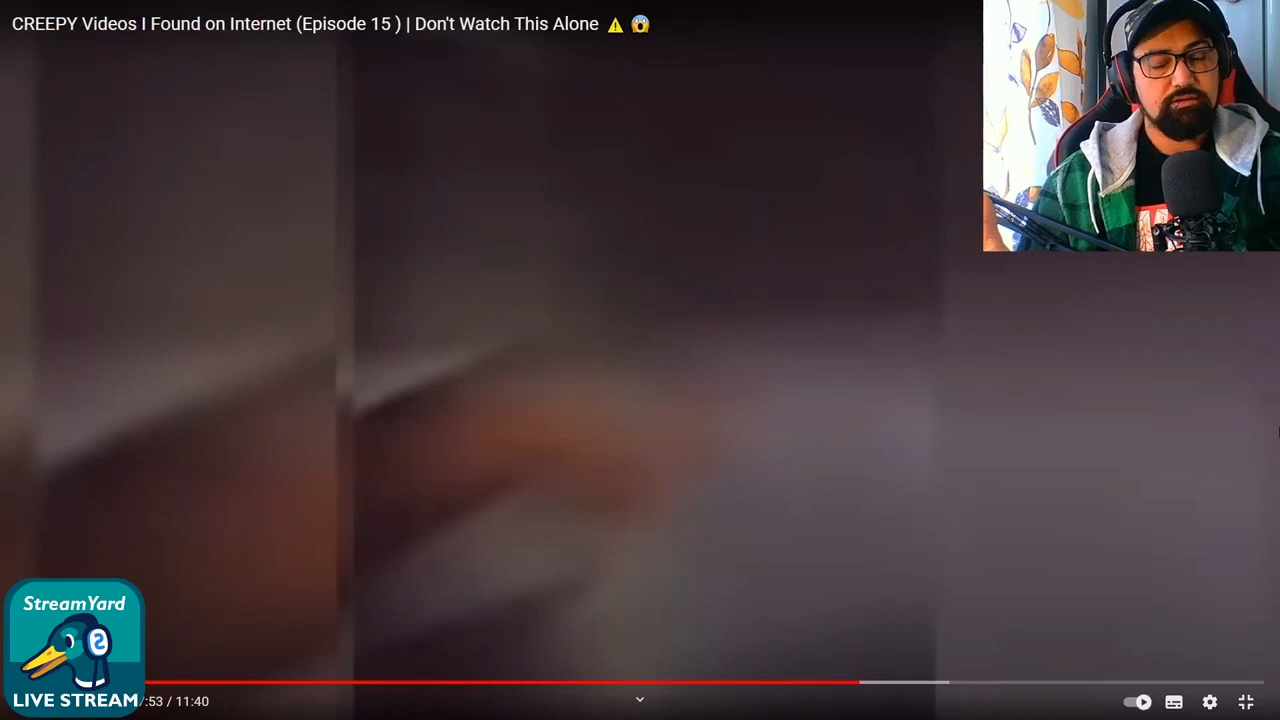 CREEPY Videos I Found on Internet (Episode 15 ) | Don't Watch This Alone ⚠️ 😱
StreamYard
LIVE STREAM
:53 / 11:40